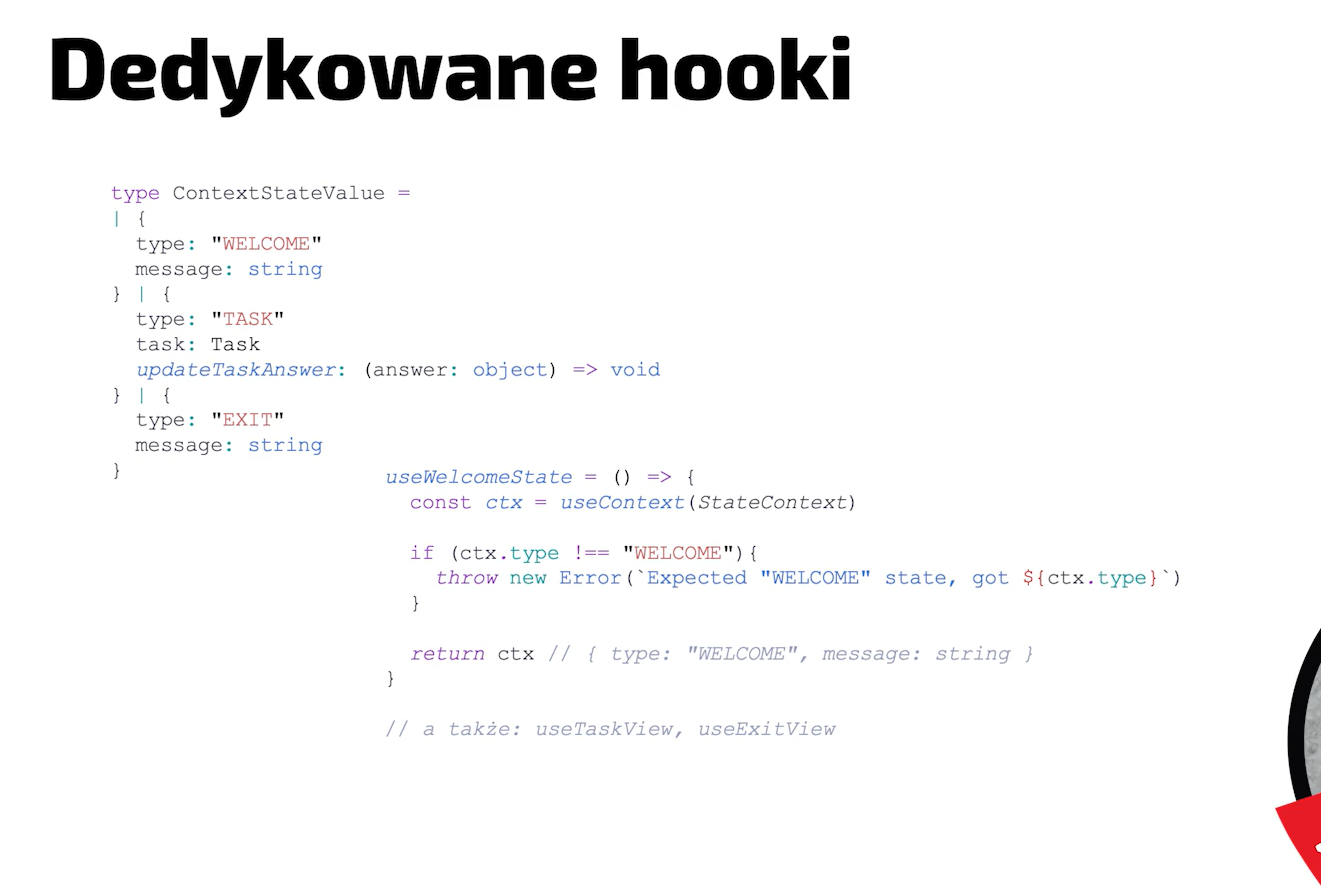 Dedykowane hooki
type ContextStateValue =
| {
  type: "WELCOME"
  message: string
} | {
  type: "TASK"
  task: Task
  updateTaskAnswer: (answer: object) => void
} | {
  type: "EXIT"
  message: string
}
useWelcomeState = () => {
  const ctx = useContext(StateContext)
  if (ctx.type !== "WELCOME"){
    throw new Error(`Expected "WELCOME" state, got ${ctx.type}`)
  }
  return ctx // { type: "WELCOME", message: string }
}
// a także: useTaskView, useExitView